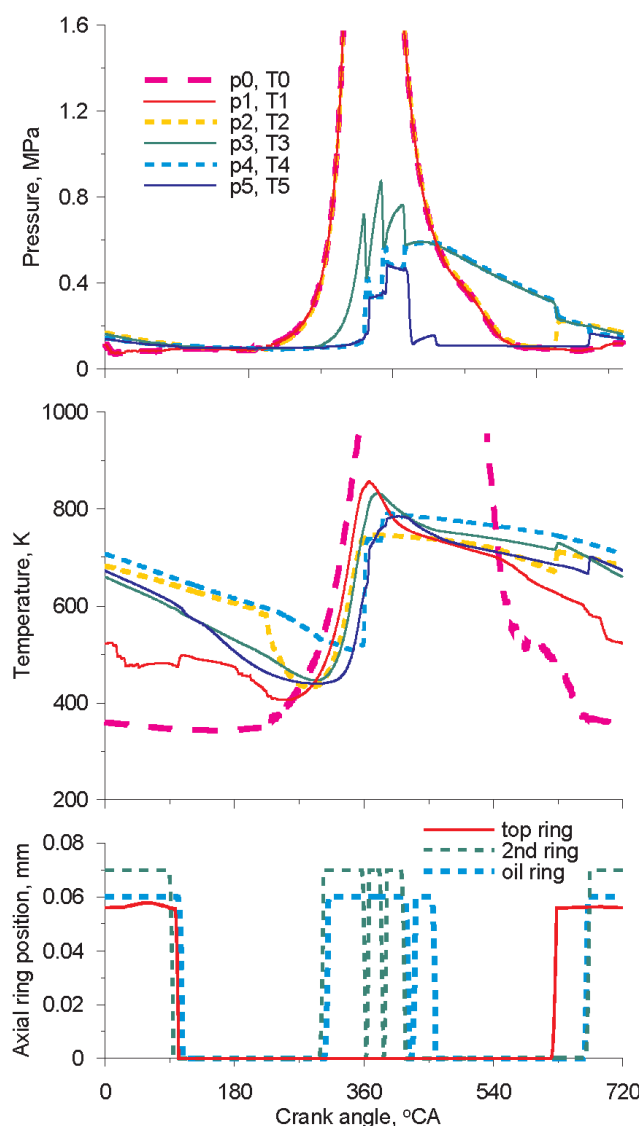 1.6
1.2
0.8
0.4
0
Pressure, MPa
p0, T0
p1, T1
p2, T2
p3, T3
p4, T4
p5, T5
1000
800
600
400
200
Temperature, K
0.08
0.06
0.04
0.02
0
Axial ring position, mm
top ring
2nd ring
oil ring
0 180 360 540 720
Crank angle, ᵒCA